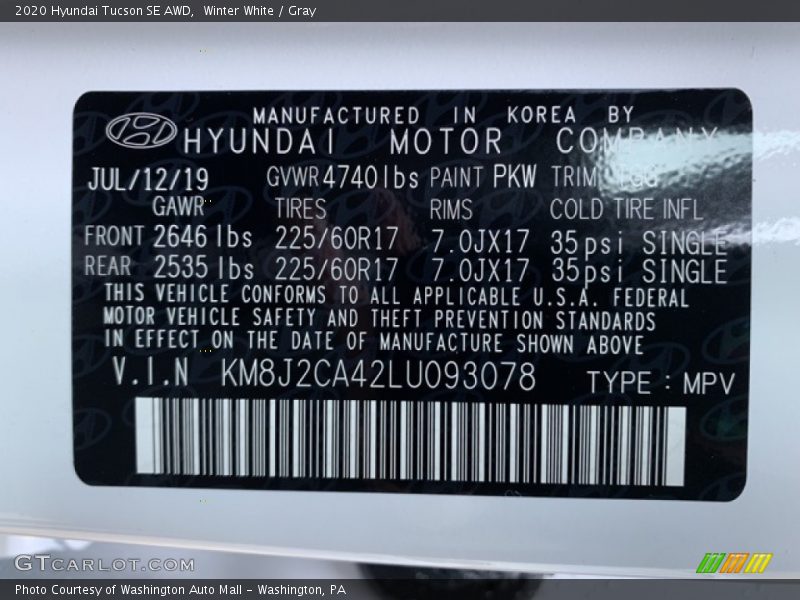 2020 Hyundai Tucson SE AWD,  Winter White / Gray
MANUFACTURED IN KOREA BY
HYUNDAI MOTOR COMPANY
JUL/12/19 GVWR 4740lbs PAINT PKW TRIM
GAWR TIRES RIMS COLD TIRE INFL
FRONT 2646 lbs 225/60R17 7.0JX17 35psi SINGLE
REAR 2535 lbs 225/60R17 7.0JX17 35psi SINGLE
THIS VEHICLE CONFORMS TO ALL APPLICABLE U.S.A. FEDERAL
MOTOR VEHICLE SAFETY AND THEFT PREVENTION STANDARDS
IN EFFECT ON THE DATE OF MANUFACTURE SHOWN ABOVE
V.I.N KM8J2CA42LU093078 TYPE : MPV
GTCARLOT.COM
Photo Courtesy of Washington Auto Mall - Washington, PA